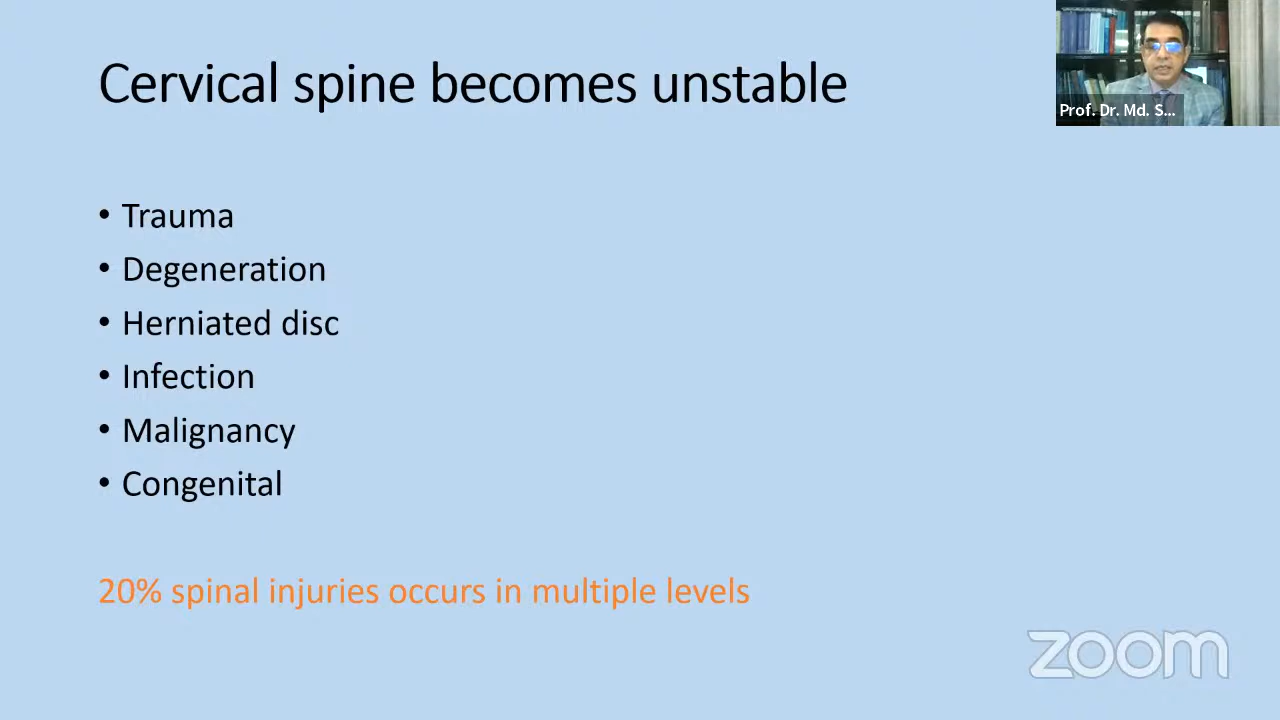 Cervical spine becomes unstable
Prof. Dr. Md. S...
• Trauma
• Degeneration
• Herniated disc
• Infection
• Malignancy
• Congenital
20% spinal injuries occurs in multiple levels
zoom